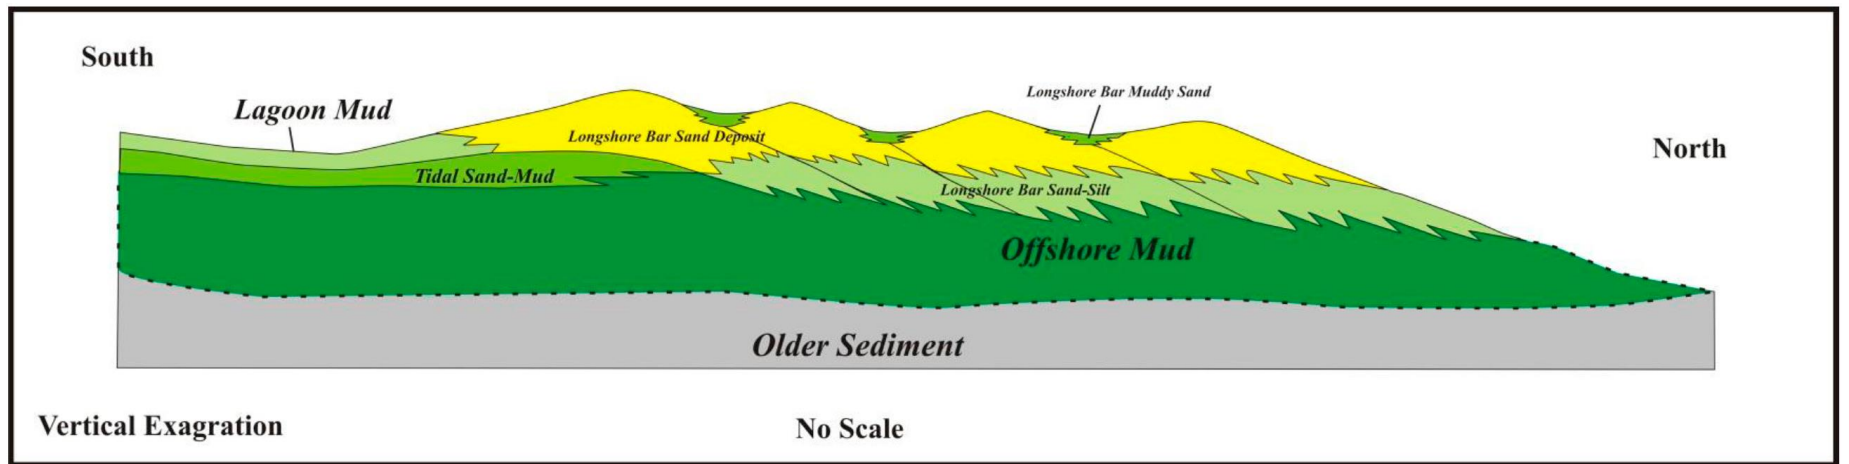 South
Longshore Bar Muddy Sand
Lagoon Mud
Longshore Bar Sand Deposit
North
Tidal Sand-Mud
Longshore Bar Sand-Silt
Offshore Mud
Older Sediment
Vertical Exagration
No Scale